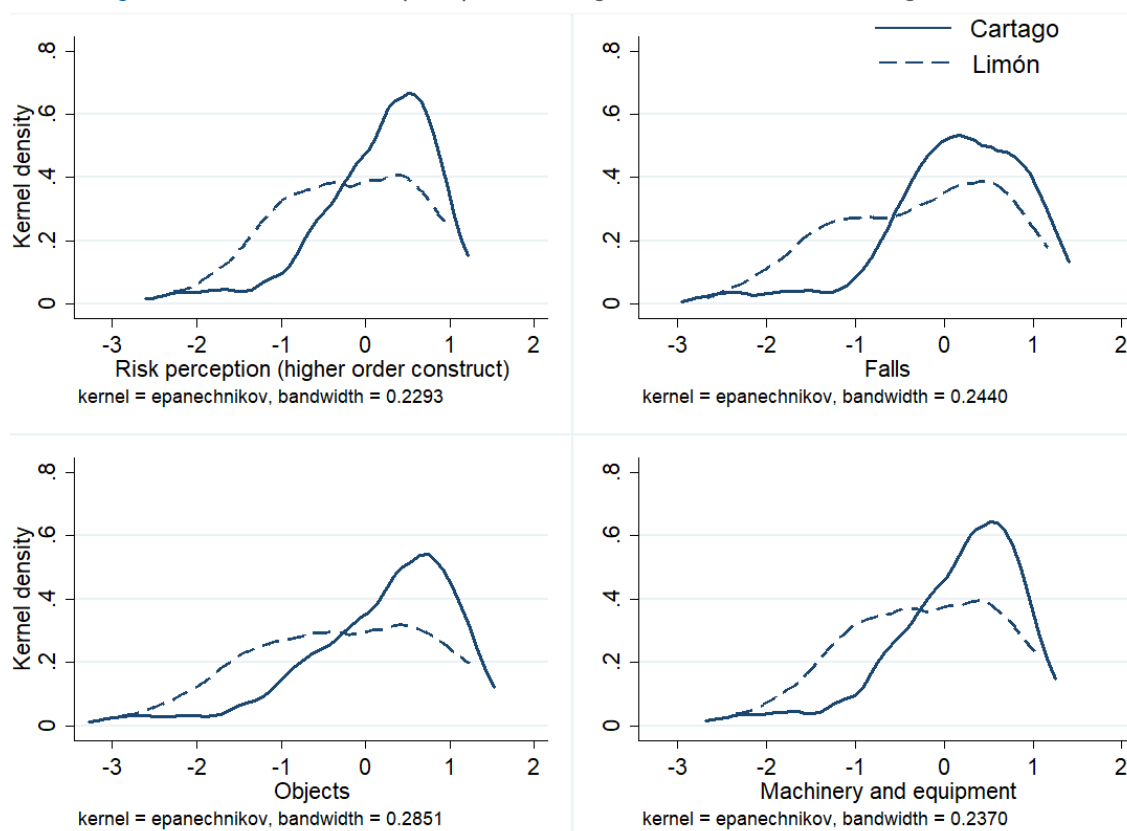 Cartago
Limón
Kernel density
.8
.6
.4
.2
0
-3 -2 -1 0 1 2
Risk perception (higher order construct)
kernel = epanechnikov, bandwidth = 0.2293
.8
.6
.4
.2
0
-3 -2 -1 0 1 2
Falls
kernel = epanechnikov, bandwidth = 0.2440
Kernel density
.8
.6
.4
.2
0
-3 -2 -1 0 1 2
Objects
kernel = epanechnikov, bandwidth = 0.2851
.8
.6
.4
.2
0
-3 -2 -1 0 1 2
Machinery and equipment
kernel = epanechnikov, bandwidth = 0.2370